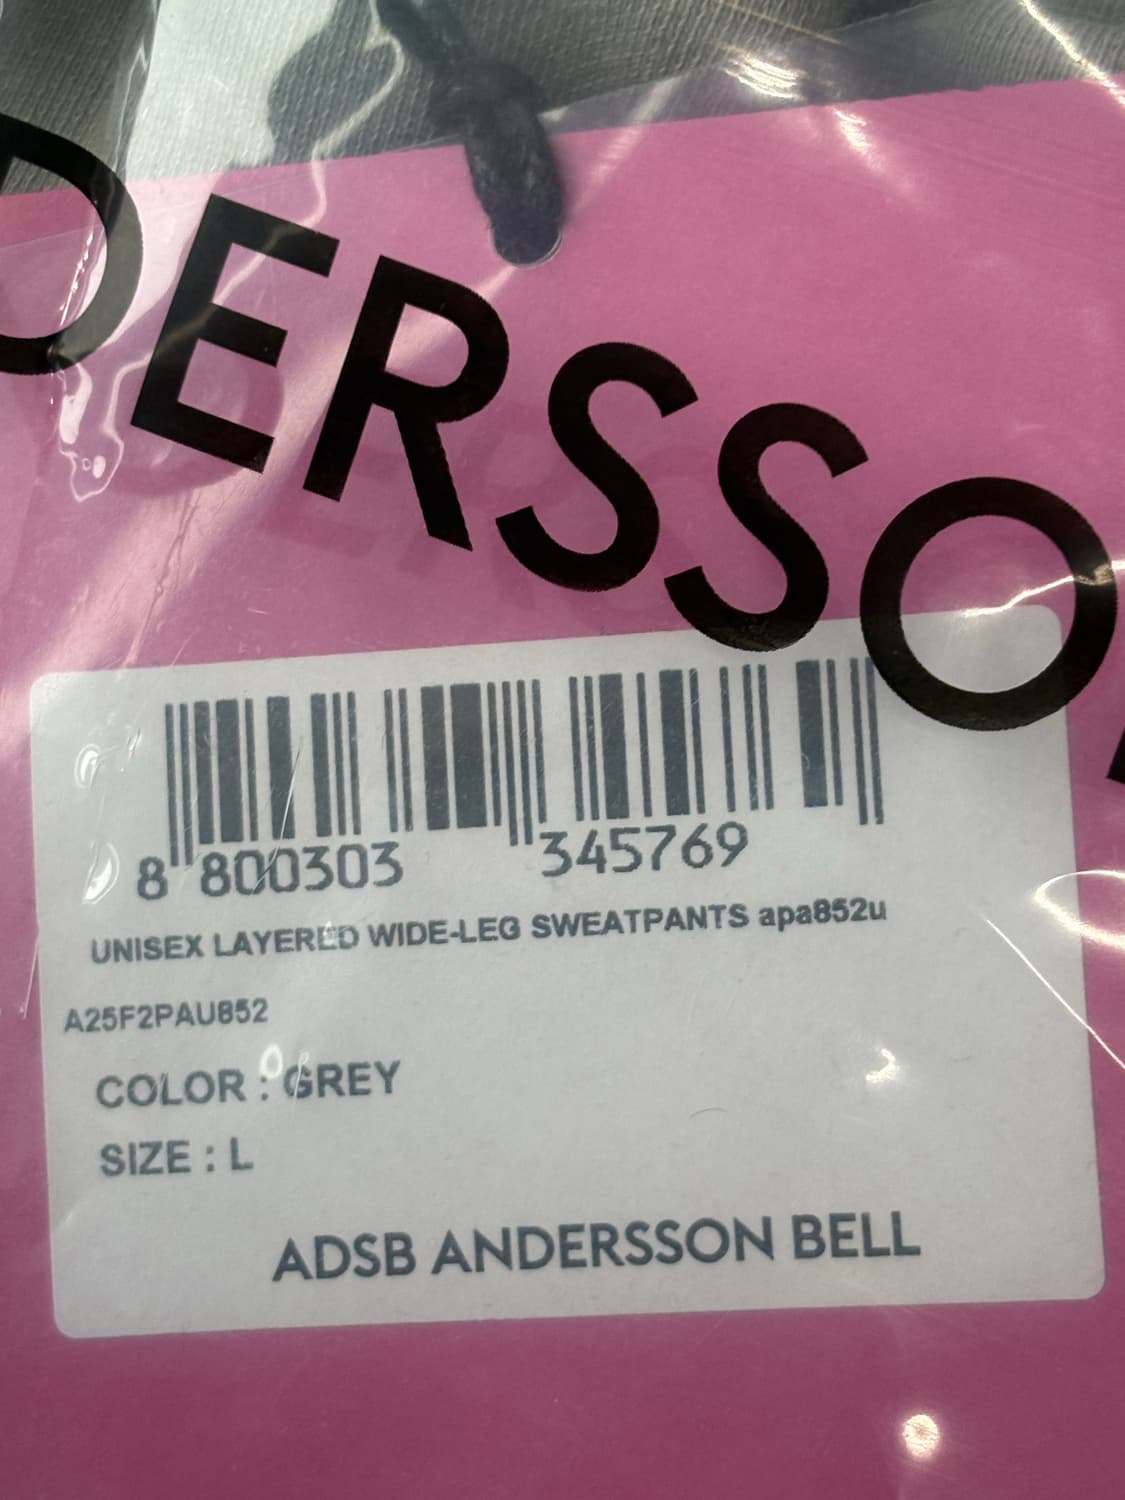 DERSSO
8 800303 345769
UNISEX LAYERED WIDE-LEG SWEATPANTS apa852u
A25F2PAU852
COLOR : GREY
SIZE : L
ADSB ANDERSSON BELL